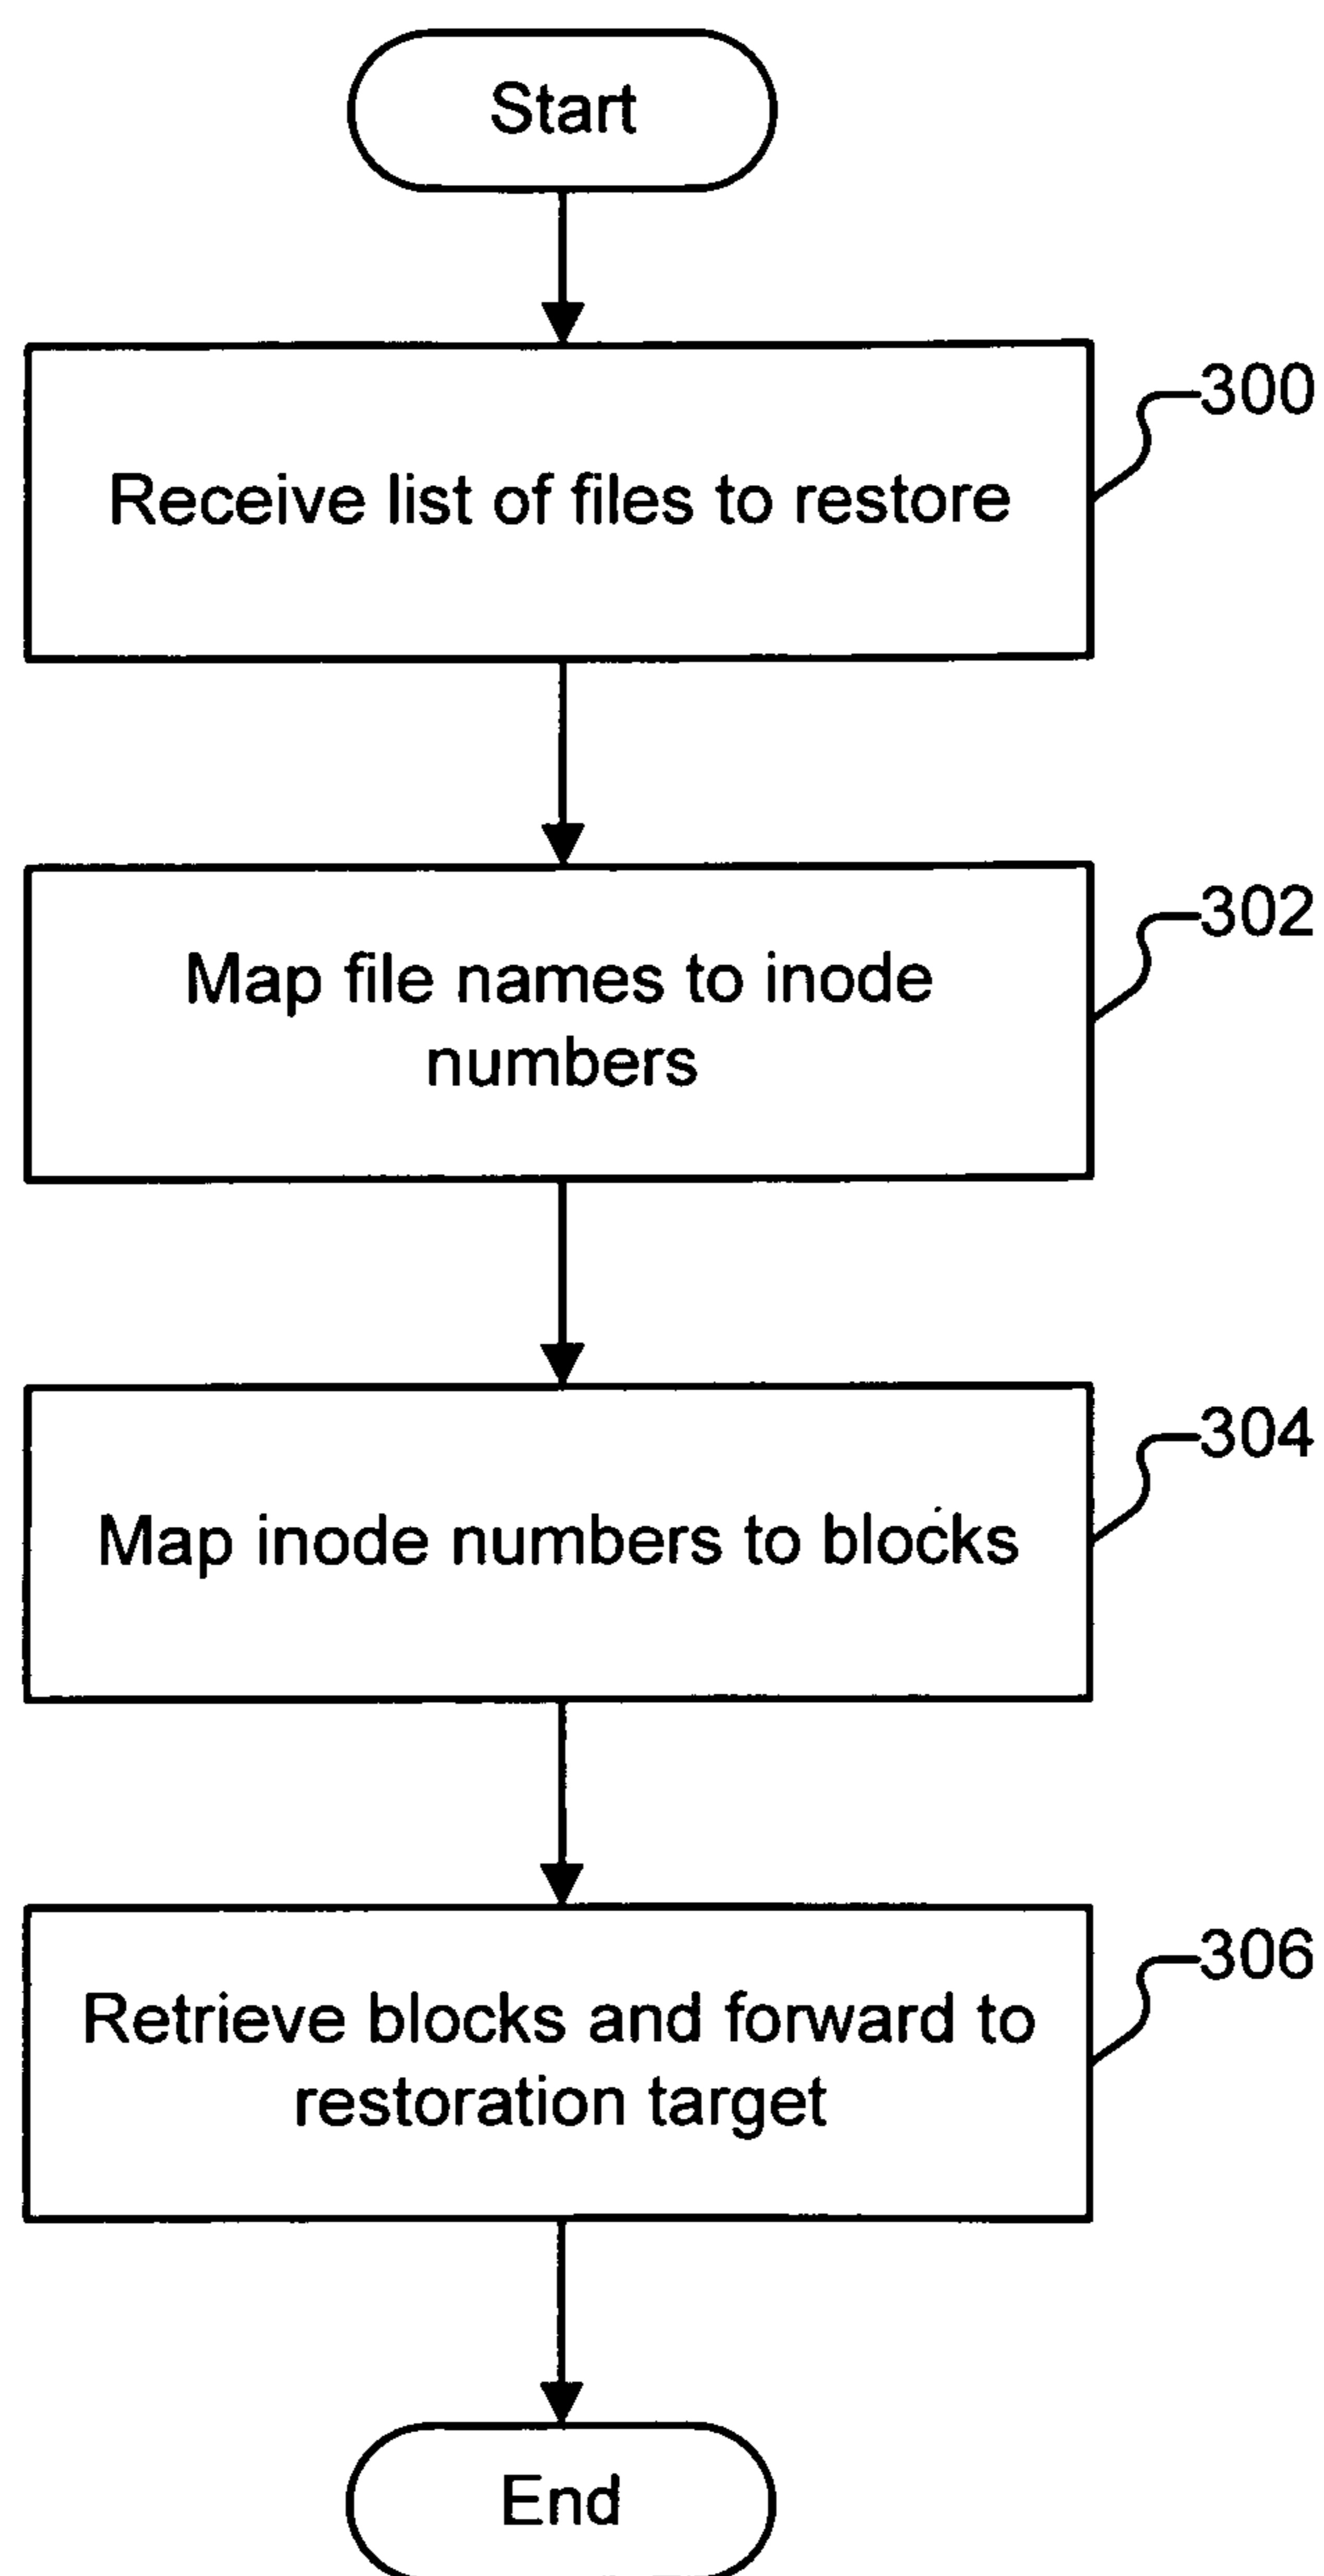 Start
Receive list of files to restore
300
Map file names to inode
numbers
302
Map inode numbers to blocks
304
Retrieve blocks and forward to
restoration target
306
End